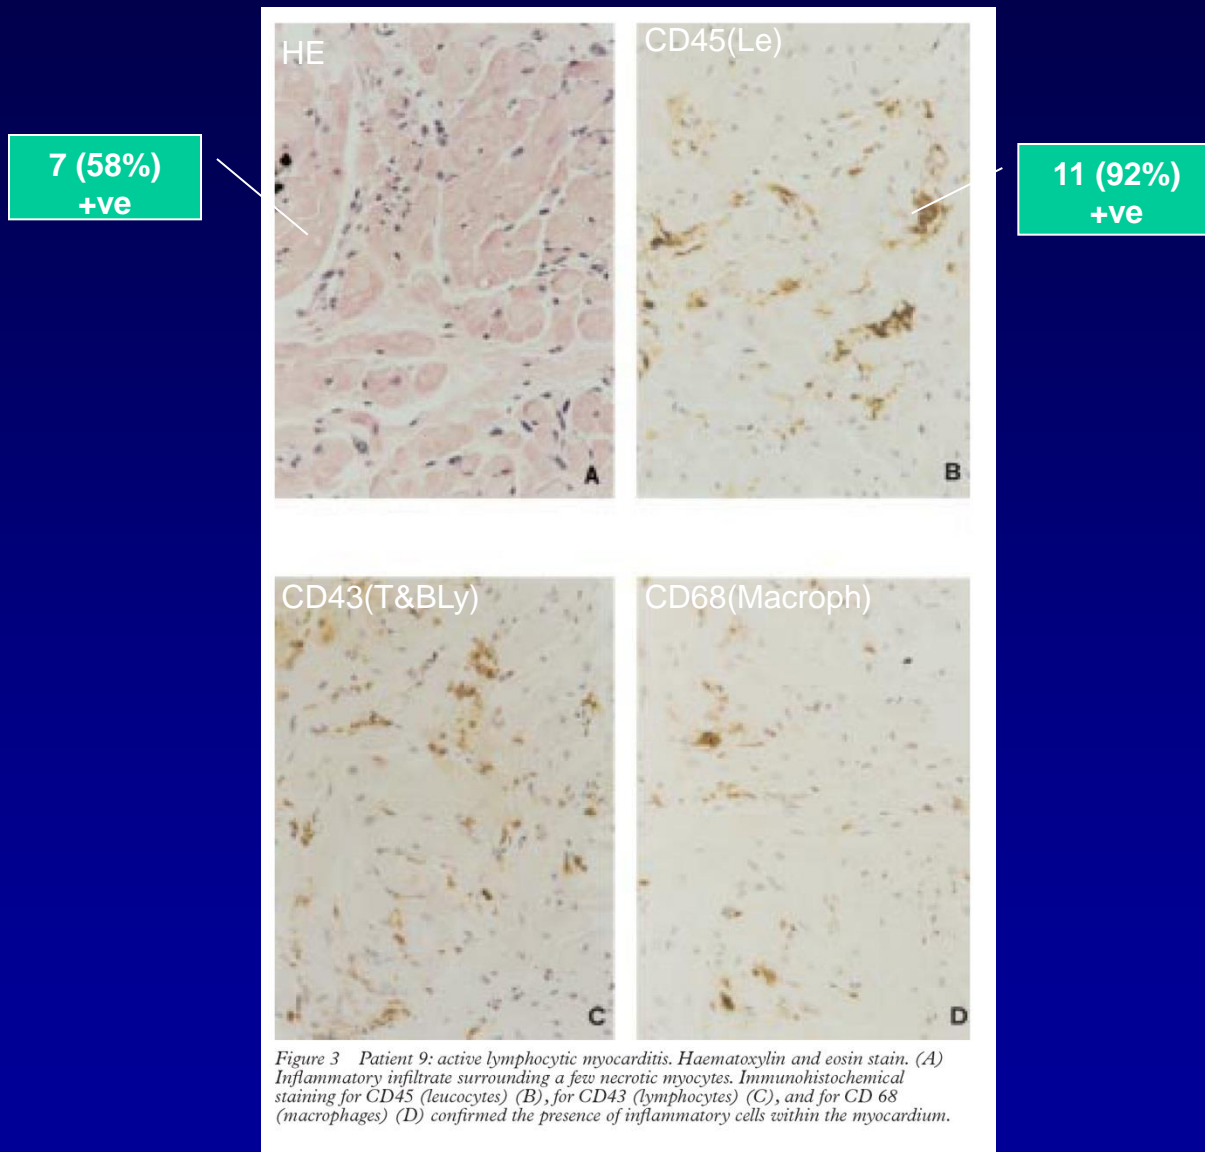 HE
CD45(Le)
7 (58%)
+ve
11 (92%)
+ve
A
B
CD43(T&BLy)
CD68(Macroph)
C
D
Figure 3 Patient 9: active lymphocytic myocarditis. Haematoxylin and eosin stain. (A)
Inflammatory infiltrate surrounding a few necrotic myocytes. Immunohistochemical
staining for CD45 (leucocytes) (B), for CD43 (lymphocytes) (C), and for CD 68
(macrophages) (D) confirmed the presence of inflammatory cells within the myocardium.